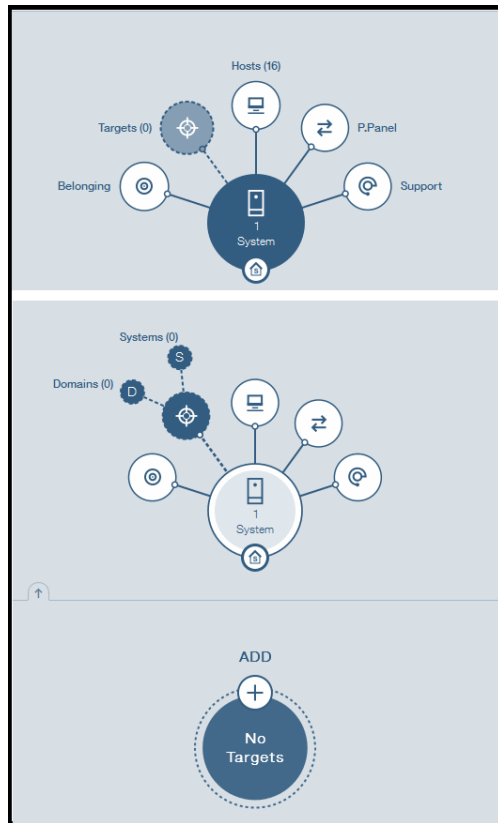 Hosts (16)
Targets (0)
P.Panel
Belonging
Support
1
System
S
Systems (0)
S
Domains (0)
D
1
System
S
ADD
No
Targets